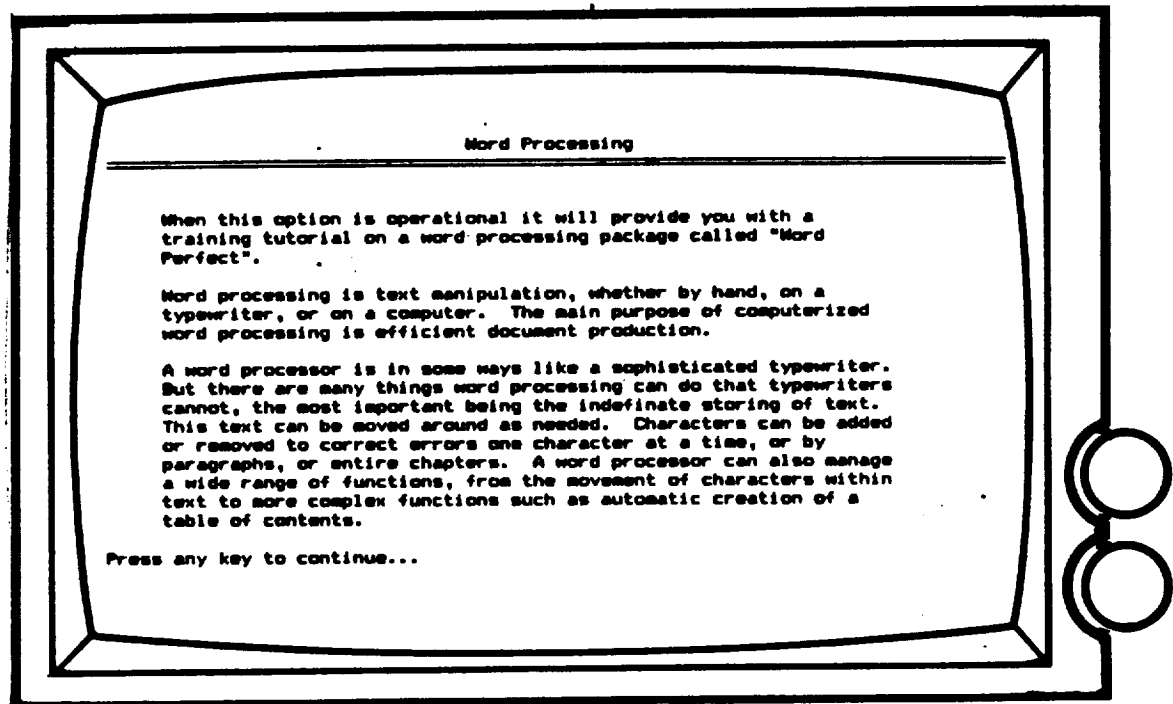 Word Processing
When this option is operational it will provide you with a
training tutorial on a word processing package called "Word
Perfect".
Word processing is text manipulation, whether by hand, on a
typewriter, or on a computer. The main purpose of computerized
word processing is efficient document production.
A word processor is in some ways like a sophisticated typewriter.
But there are many things word processing can do that typewriters
cannot, the most important being the indefinate storing of text.
This text can be moved around as needed. Characters can be added
or removed to correct errors one character at a time, or by
paragraphs, or entire chapters. A word processor can also manage
a wide range of functions, from the movement of characters within
text to more complex functions such as automatic creation of a
table of contents.
Press any key to continue...